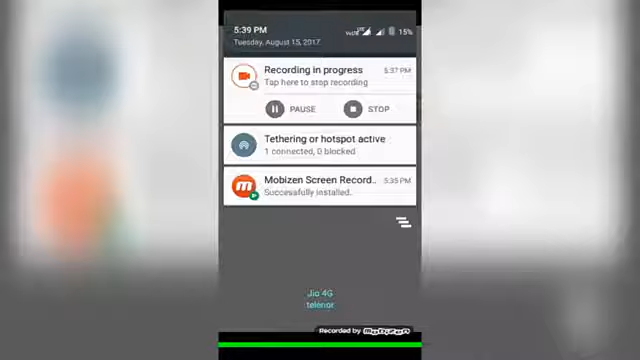 5:39 PM
15%
Tuesday, August 15, 2017
Recording in progress
5:37 PM
Tap here to stop recording
PAUSE
STOP
Tethering or hotspot active
1 connected, 0 blocked
Mobizen Screen Record..
5:35 PM
Successfully installed.
Jio 4G
telenor
Recorded by MOBIZEN